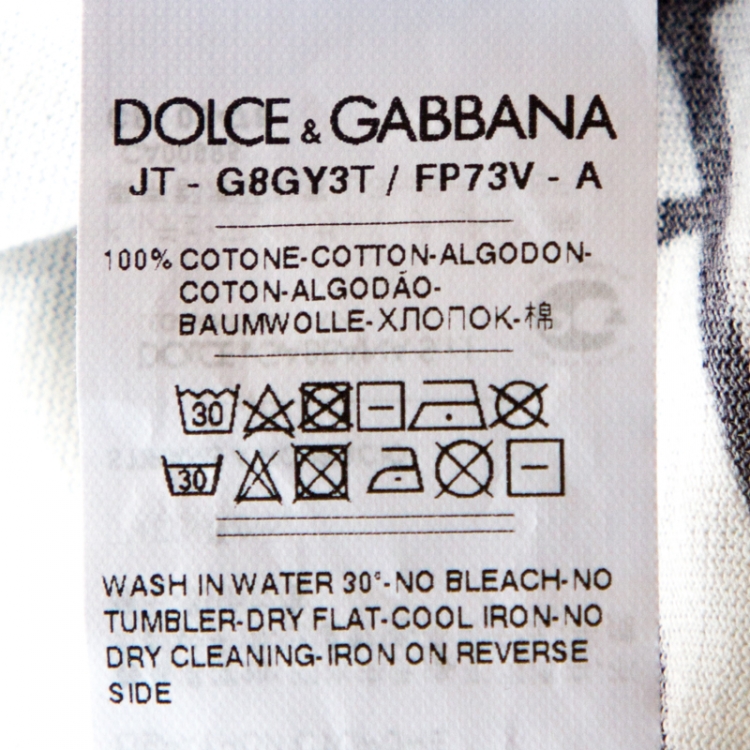 DOLCE & GABBANA
JT - G8GY3T / FP73V - A
100% COTONE-COTTON-ALGODON-
COTON-ALGODÃO-
BAUMWOLLE-ХЛОПОК-棉
30
30
WASH IN WATER 30°-NO BLEACH-NO
TUMBLER-DRY FLAT-COOL IRON-NO
DRY CLEANING-IRON ON REVERSE
SIDE